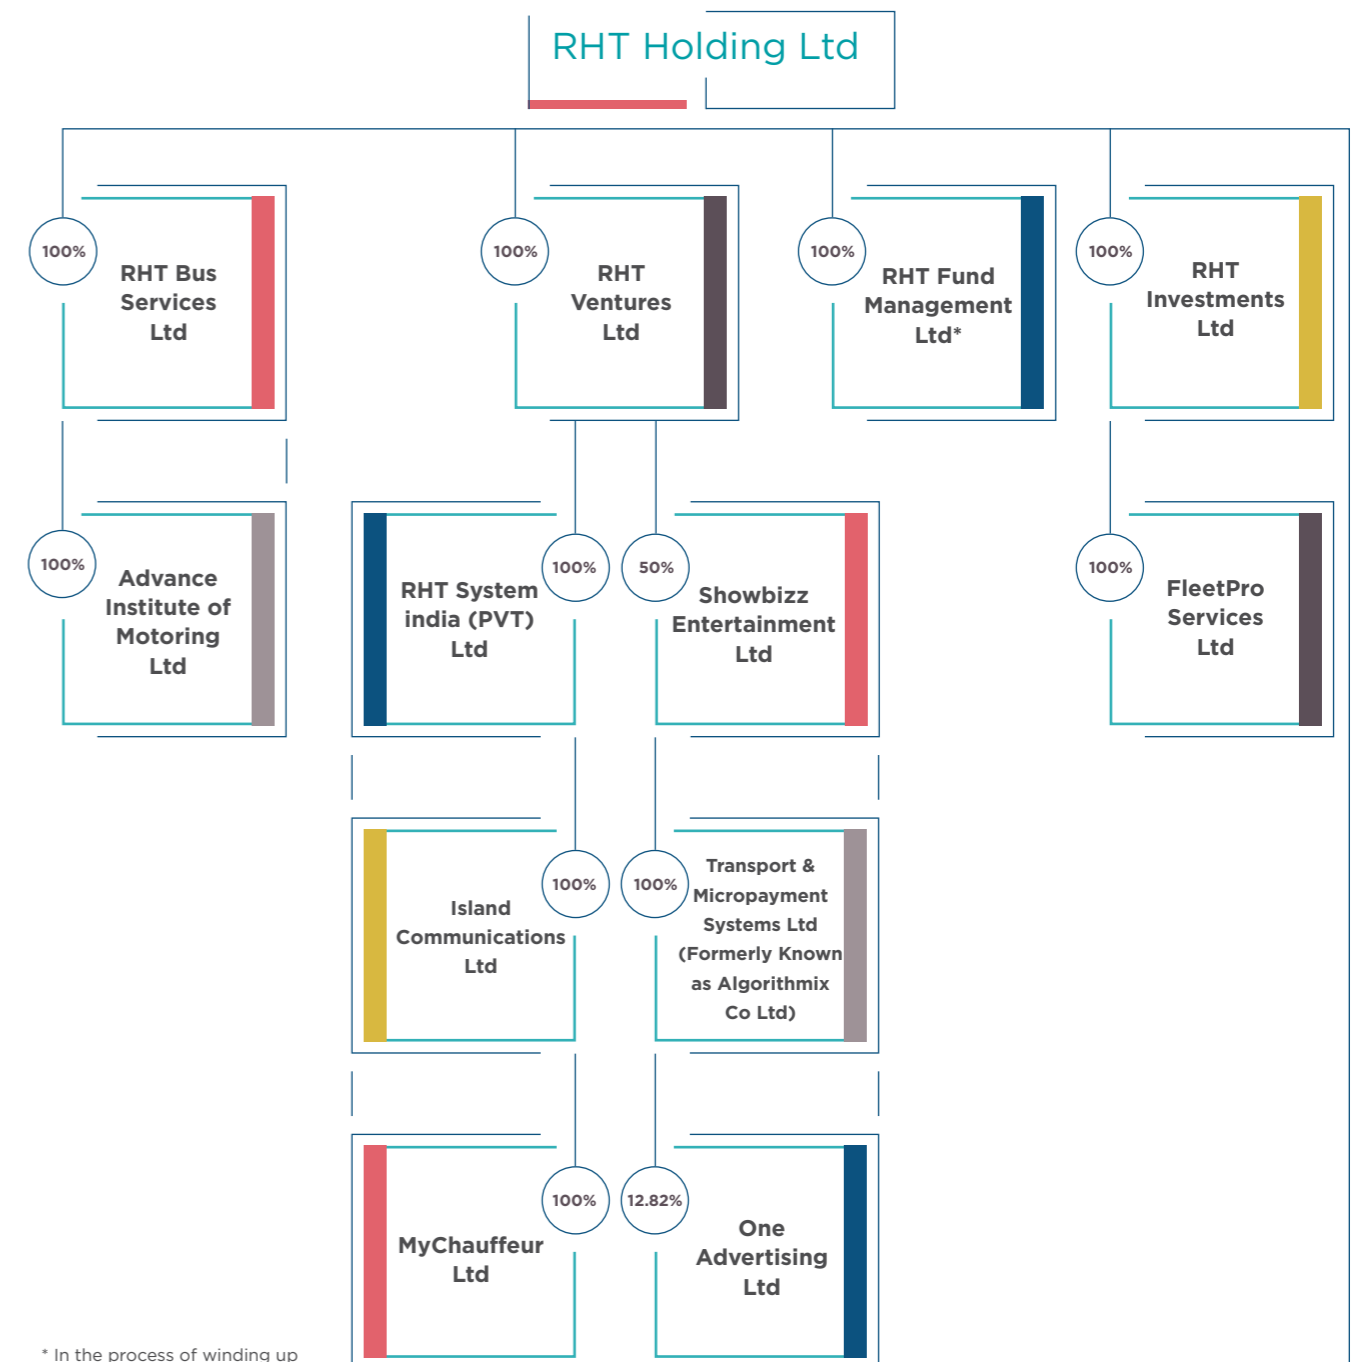 RHT Holding Ltd
100%
RHT Bus
Services
Ltd
100%
RHT
Ventures
Ltd
100%
RHT Fund
Management
Ltd*
100%
RHT
Investments
Ltd
100%
Advance
Institute of
Motoring
Ltd
RHT System
india (PVT)
Ltd
100%
50%
Showbizz
Entertainment
Ltd
100%
FleetPro
Services
Ltd
Island
Communications
Ltd
100%
100%
Transport &
Micropayment
Systems Ltd
(Formerly Known
as Algorithmix
Co Ltd)
MyChauffeur
Ltd
100%
12.82%
One
Advertising
Ltd
* In the process of winding up